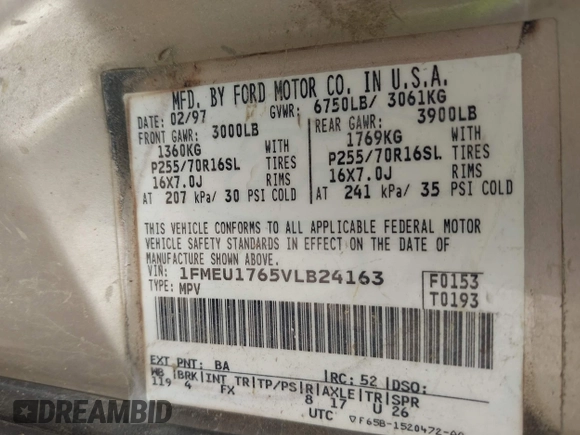 MFD. BY FORD MOTOR CO. IN U.S.A.
DATE: 02/97 GVWR: 6750LB/ 3061KG
FRONT GAWR: 3000LB REAR GAWR: 3900LB
1360KG WITH 1769KG WITH
P255/70R16SL TIRES P255/70R16SL TIRES
16X7.0J RIMS 16X7.0J RIMS
AT 207 kPa/ 30 PSI COLD AT 241 kPa/ 35 PSI COLD
THIS VEHICLE CONFORMS TO ALL APPLICABLE FEDERAL MOTOR
VEHICLE SAFETY STANDARDS IN EFFECT ON THE DATE OF
MANUFACTURE SHOWN ABOVE.
VIN: 1FMEU1765VLB24163 F0153
TYPE: MPV T0193
EXT PNT: BA RC: 52 DSO:
WB BRK INT TR TP/PS R AXLE TR SPR
119 4 FX 8 17 U 26
UTC F65B-1520472-
DREAMBID